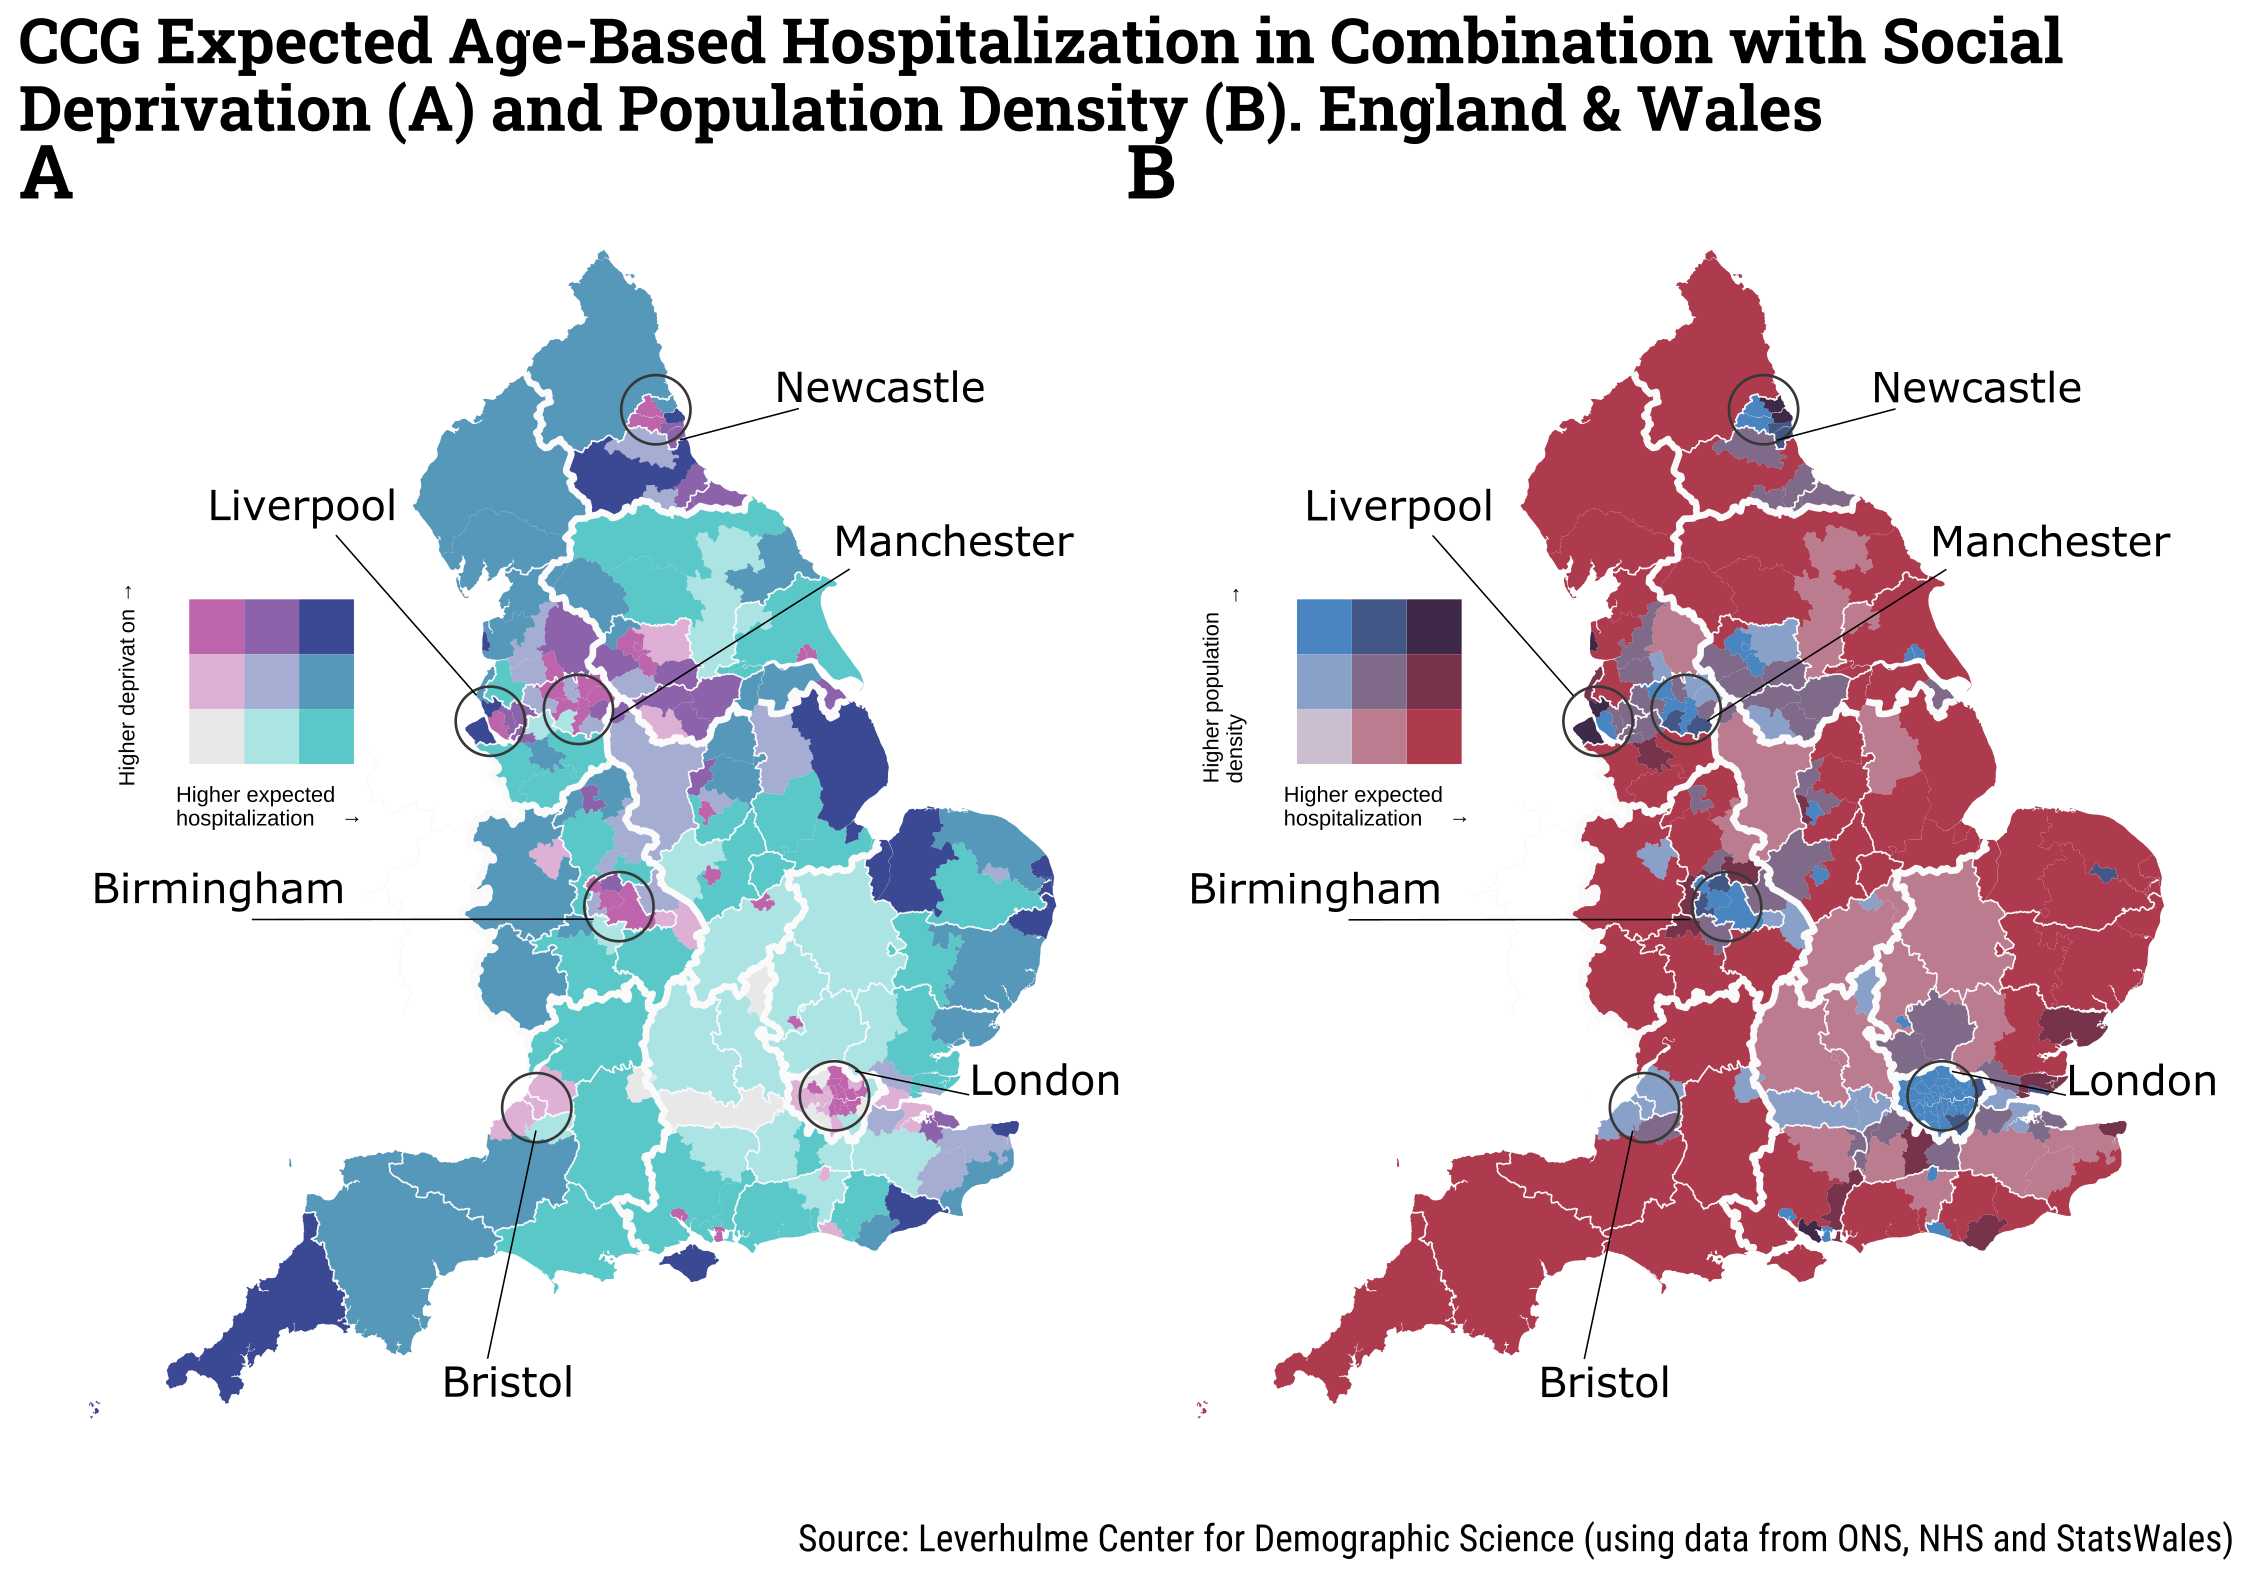 CCG Expected Age-Based Hospitalization in Combination with Social
Deprivation (A) and Population Density (B). England & Wales
A
B
Newcastle
Liverpool
Manchester
Higher deprivat on →
Higher expected
hospitalization →
Birmingham
London
Bristol
Newcastle
Liverpool
Manchester
Higher population →
density
Higher expected
hospitalization →
Birmingham
London
Bristol
Source: Leverhulme Center for Demographic Science (using data from ONS, NHS and StatsWales)